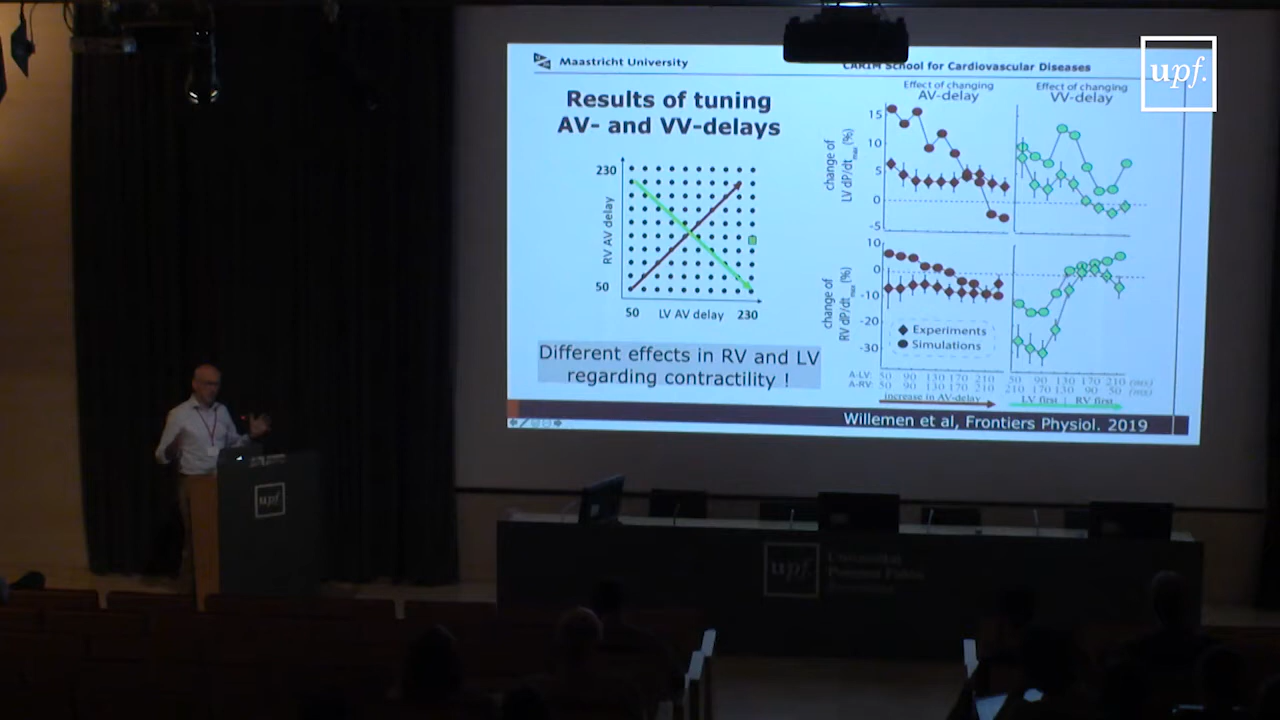 Maastricht University
CARIM School for Cardiovascular Diseases
upf.
Results of tuning
AV- and VV-delays
230
RV AV delay
50
50 LV AV delay 230
Different effects in RV and LV
regarding contractility !
Effect of changing
AV-delay
Effect of changing
VV-delay
change of
LV dP/dtmax (%)
15
10
5
0
-5
change of
RV dP/dtmax (%)
10
0
-10
-20
-30
Experiments
Simulations
A-LV: 50 90 130 170 210 50 90 130 170 210 (ms)
A-RV: 50 90 130 170 210 210 170 130 90 50 (ms)
increase in AV-delay
LV first RV first
Willemen et al, Frontiers Physiol. 2019
upf.
upf.
Universitat
Pompeu Fabra